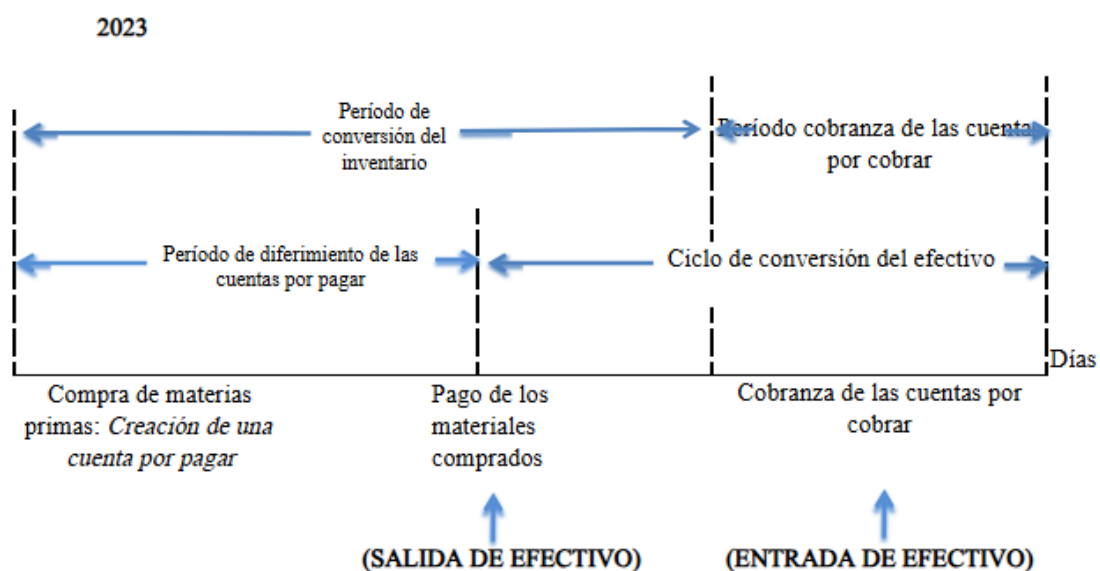 2023
Período de
conversión del
inventario
Período cobranza de las cuentas
por cobrar
Período de diferimiento de las
cuentas por pagar
Ciclo de conversión del efectivo
Días
Compra de materias
primas: Creación de una
cuenta por pagar
Pago de los
materiales
comprados
Cobranza de las cuentas por
cobrar
(SALIDA DE EFECTIVO)
(ENTRADA DE EFECTIVO)